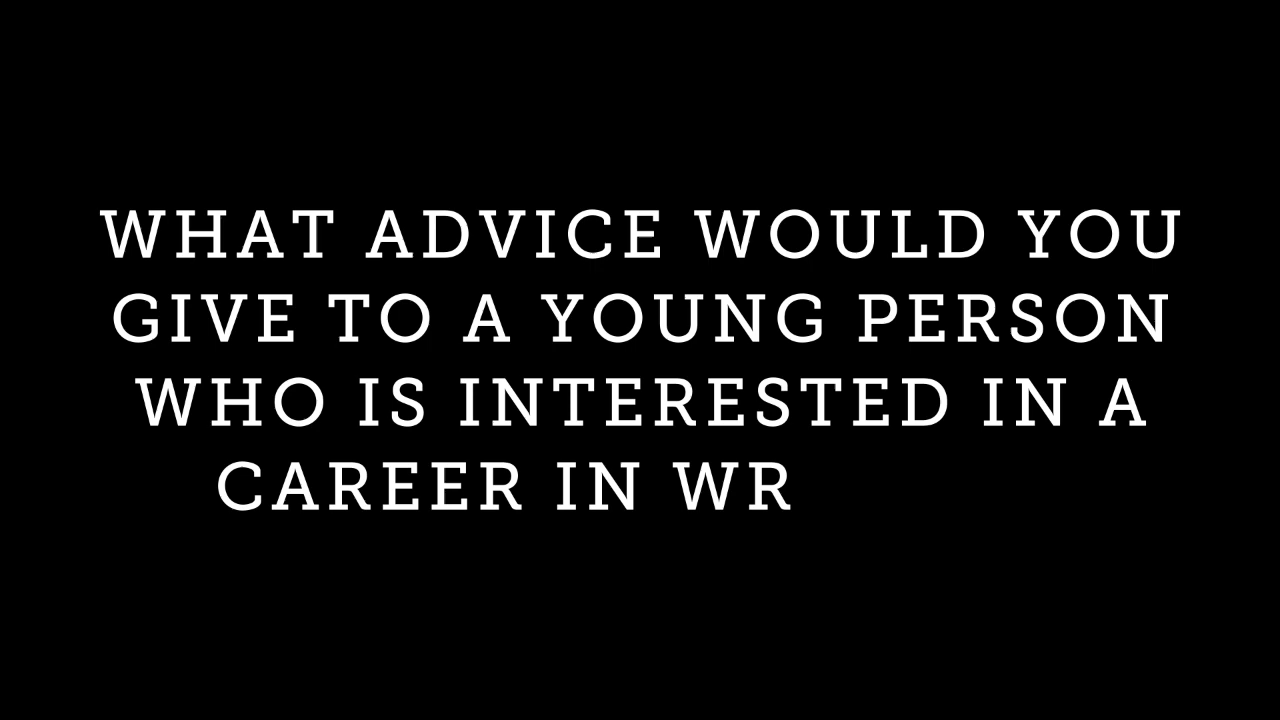 WHAT ADVICE WOULD YOU
GIVE TO A YOUNG PERSON
WHO IS INTERESTED IN A
CAREER IN WR